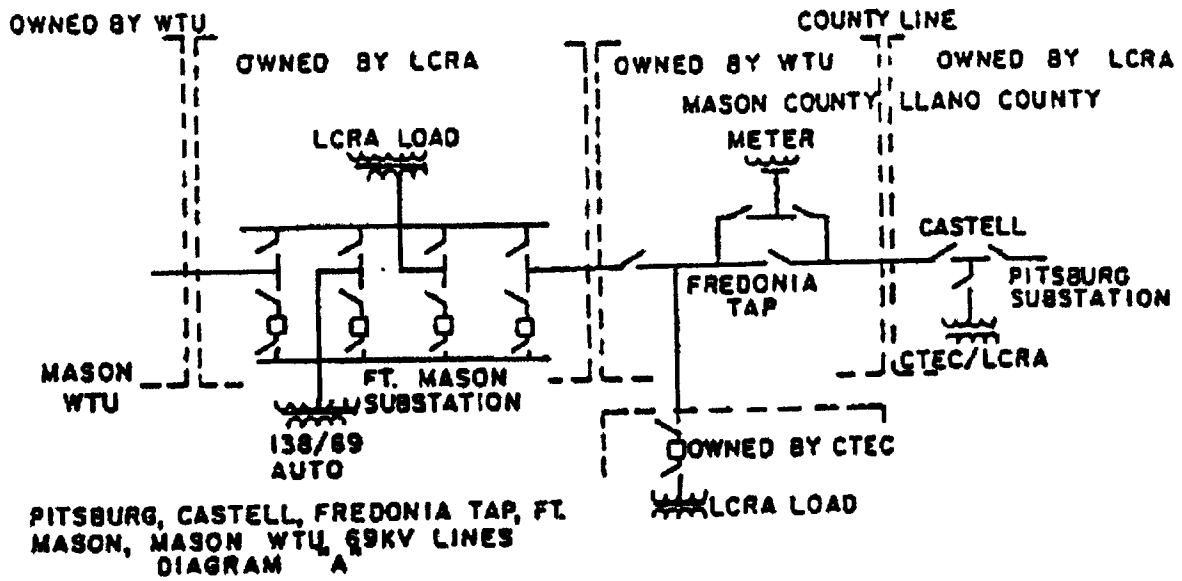 OWNED BY WTU
COUNTY LINE
OWNED BY LCRA
OWNED BY WTU
OWNED BY LCRA
MASON COUNTY
LLANO COUNTY
LCRA LOAD
METER
CASTELL
FREDONIA
TAP
PITSBURG
SUBSTATION
MASON
WTU
FT. MASON
SUBSTATION
CTEC/LCRA
138/69
AUTO
OWNED BY CTEC
LCRA LOAD
PITSBURG, CASTELL, FREDONIA TAP, FT.
MASON, MASON WTU, 69KV LINES
DIAGRAM "A"